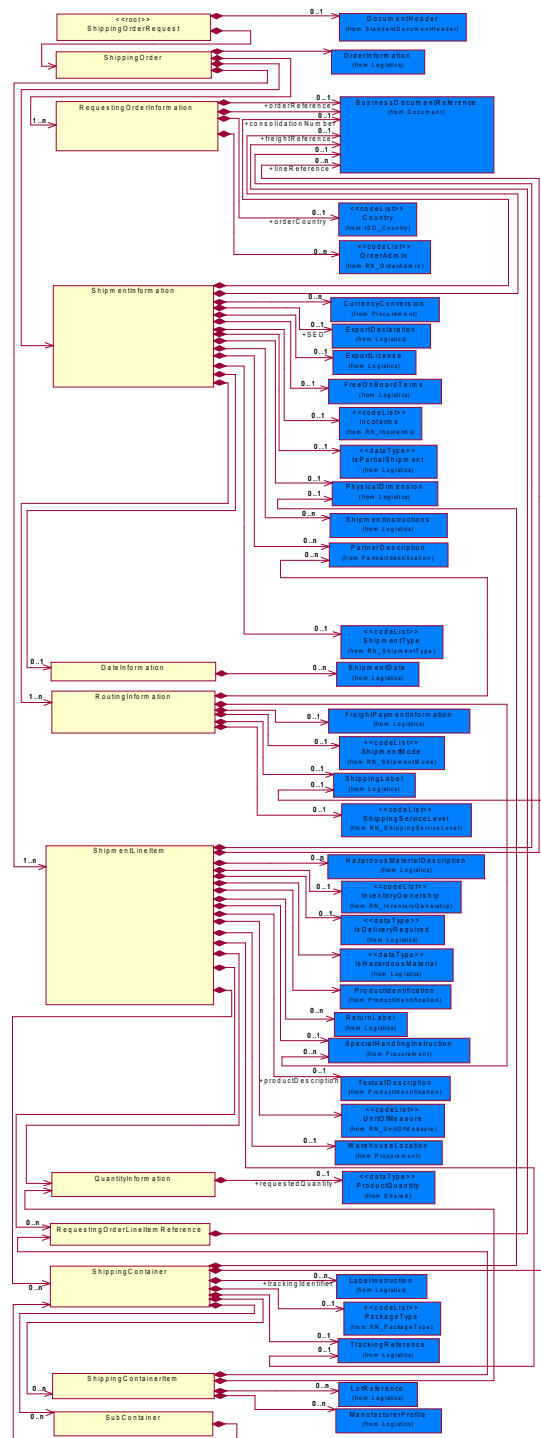 <<root>>
ShippingOrderRequest
0..1
DocumentHeader
(from StandardDocumentHeader)
ShippingOrder
OrderInformation
(from Logistics)
RequestingOrderInformation
1..n
0..1
+orderReference
0..1
+consolidationNumber
0..1
+freightReference
0..1
0..n
+lineReference
BusinessDocumentReference
(from Document)
0..1
+orderCountry
<<codeList>>
Country
(from ISO_Country)
0..n
<<codeList>>
OrderAdmin
(from RN_OrderAdmin)
ShipmentInformation
0..n
CurrencyConversion
(from Procurement)
0..1
+SED
ExportDeclaration
(from Logistics)
0..1
ExportLicense
(from Logistics)
0..1
FreeOnBoardTerms
(from Logistics)
0..1
<<codeList>>
Incoterms
(from RN_Incoterms)
0..1
<<dataType>>
IsPartialShipment
(from Logistics)
0..1
0..1
PhysicalDimension
(from Logistics)
0..n
ShipmentInstructions
(from Logistics)
0..n
0..1
PartnerDescription
(from PartnerIdentification)
0..1
<<codeList>>
ShipmentType
(from RN_ShipmentType)
0..1
DateInformation
0..n
ShipmentDate
(from Logistics)
1..n
RoutingInformation
0..1
FreightPaymentInformation
(from Logistics)
0..1
<<codeList>>
ShipmentMode
(from RN_ShipmentMode)
0..1
0..1
ShippingLabel
(from Logistics)
0..1
<<codeList>>
ShippingServiceLevel
(from RN_ShippingServiceLevel)
1..n
ShipmentLineItem
0..n
HazardousMaterialDescription
(from Logistics)
0..1
<<codeList>>
InventoryOwnership
(from RN_InventoryOwnership)
0..1
<<dataType>>
IsDeliveryRequired
(from Logistics)
<<dataType>>
IsHazardousMaterial
(from Logistics)
ProductIdentification
(from ProductIdentification)
0..n
ReturnLabel
(from Logistics)
0..1
0..n
SpecialHandlingInstruction
(from Procurement)
0..1
+productDescription
TextualDescription
(from ProductIdentification)
<<codeList>>
UnitOfMeasure
(from RN_UnitOfMeasure)
0..1
WarehouseLocation
(from Procurement)
QuantityInformation
0..1
+requestedQuantity
<<dataType>>
ProductQuantity
(from Shared)
0..n
RequestingOrderLineItemReference
ShippingContainer
0..n
0..n
+trackingIdentifier
LabelInstruction
(from Logistics)
0..1
<<codeList>>
PackageType
(from RN_PackageType)
0..1
0..1
TrackingReference
(from Logistics)
0..n
ShippingContainerItem
0..n
LotReference
(from Logistics)
0..n
ManufacturerProfile
(from Logistics)
0..n
SubContainer